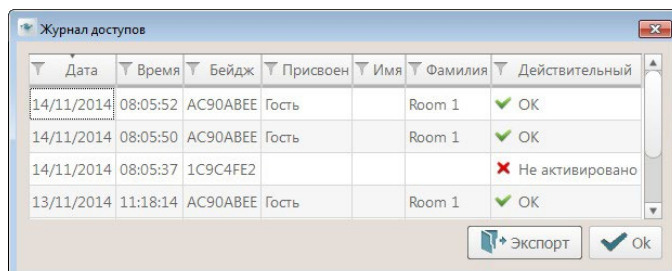 Журнал доступов
Дата Время Бейдж Присвоен Имя Фамилия Действительный
14/11/2014 08:05:52 AC90ABEE Гость Room 1 OK
14/11/2014 08:05:50 AC90ABEE Гость Room 1 OK
14/11/2014 08:05:37 1C9C4FE2 Не активировано
13/11/2014 11:18:14 AC90ABEE Гость Room 1 OK
Экспорт Ok